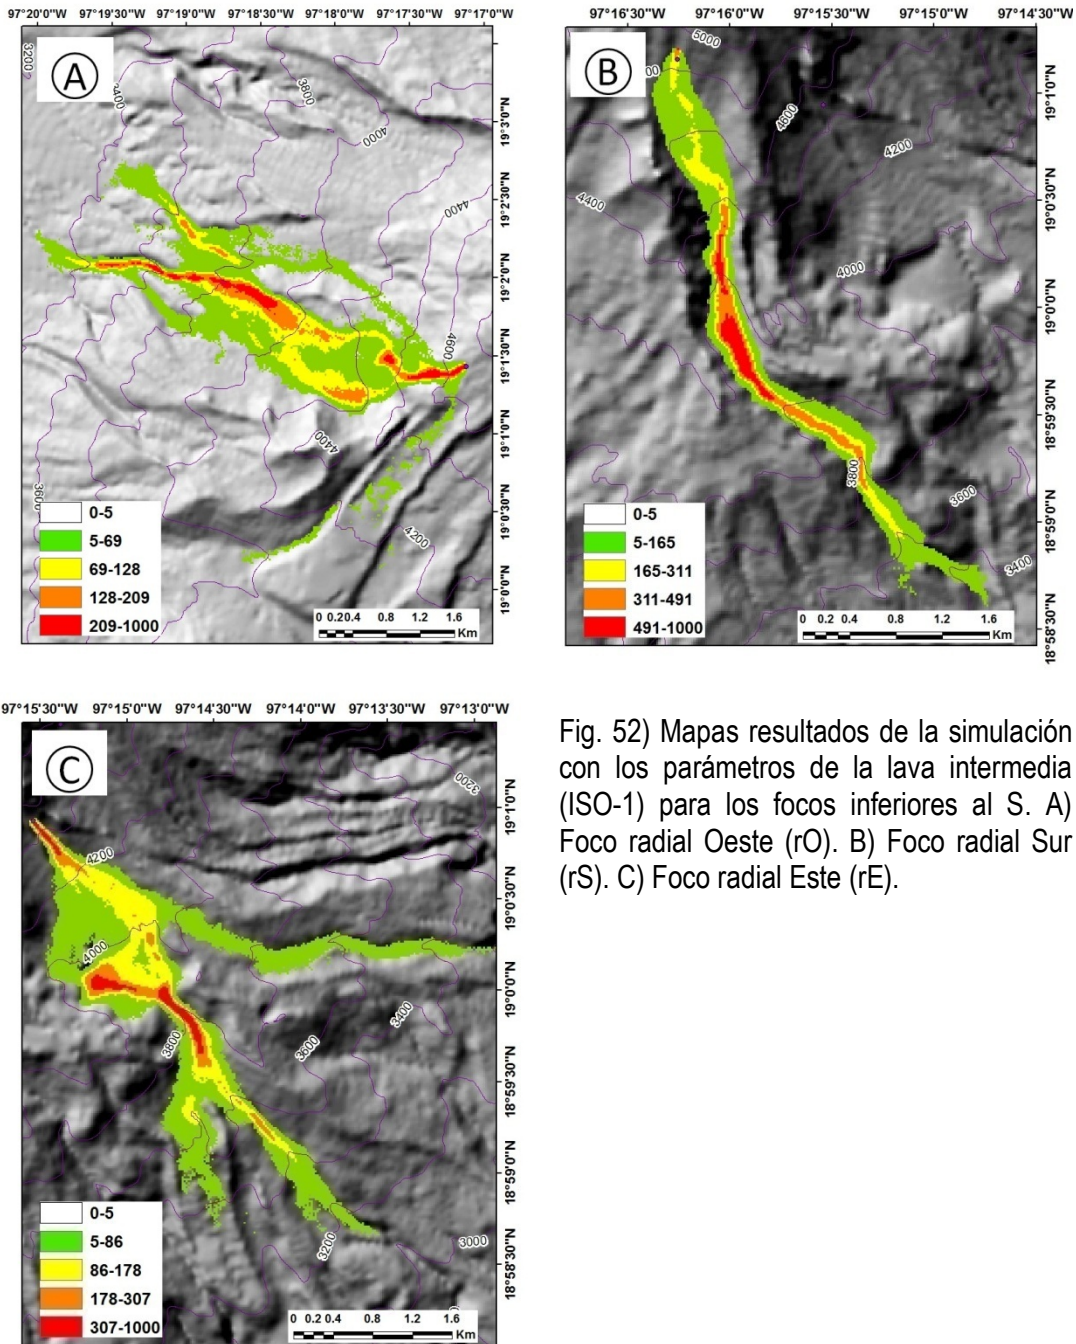 97°20'0"W 97°19'30"W 97°19'0"W 97°18'30"W 97°18'0"W 97°17'30"W 97°17'0"W
A
3200
3800
4000
4400
4600
4400
4200
19°3'0"N
19°2'30"N
19°2'0"N
19°1'30"N
19°1'0"N
19°0'30"N
19°0'0"N
0-5
5-69
69-128
128-209
209-1000
0 0.2 0.4 0.8 1.2 1.6
Km
97°16'30"W 97°16'0"W 97°15'30"W 97°15'0"W 97°14'30"W
B
5000
4600
4200
4400
4000
3800
3600
3400
19°1'0"N
19°0'30"N
19°0'0"N
18°59'30"N
18°59'0"N
18°58'30"N
0-5
5-165
165-311
311-491
491-1000
0 0.2 0.4 0.8 1.2 1.6
Km
97°15'30"W 97°15'0"W 97°14'30"W 97°14'0"W 97°13'30"W 97°13'0"W
C
3200
4200
4000
3800
3600
3400
3200
3000
19°1'0"N
19°0'30"N
19°0'0"N
18°59'30"N
18°59'0"N
18°58'30"N
0-5
5-86
86-178
178-307
307-1000
0 0.2 0.4 0.8 1.2 1.6
Km
Fig. 52) Mapas resultados de la simulación
con los parámetros de la lava intermedia
(ISO-1) para los focos inferiores al S. A)
Foco radial Oeste (rO). B) Foco radial Sur
(rS). C) Foco radial Este (rE).